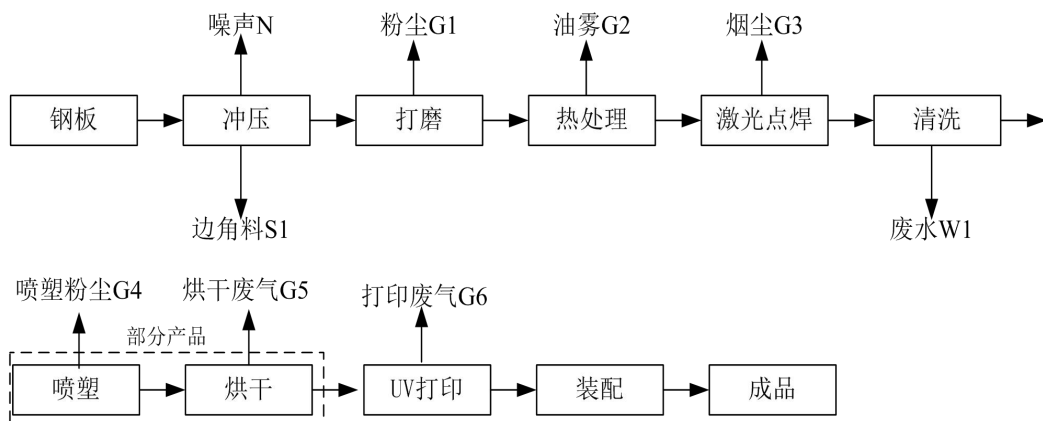 噪声N 粉尘G1 油雾G2 烟尘G3
钢板 冲压 打磨 热处理 激光点焊 清洗
边角料S1 废水W1
喷塑粉尘G4 烘干废气G5 打印废气G6
部分产品
喷塑 烘干 UV打印 装配 成品